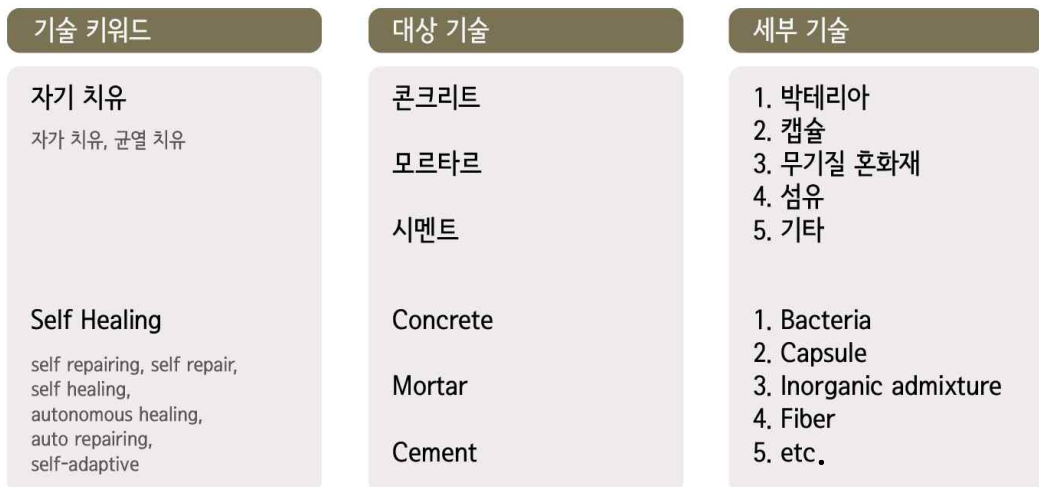 기술 키워드
자기 치유
자가 치유, 균열 치유
Self Healing
self repairing, self repair,
self healing,
autonomous healing,
auto repairing,
self-adaptive
대상 기술
콘크리트
모르타르
시멘트
Concrete
Mortar
Cement
세부 기술
1. 박테리아
2. 캡슐
3. 무기질 혼화재
4. 섬유
5. 기타
1. Bacteria
2. Capsule
3. Inorganic admixture
4. Fiber
5. etc.